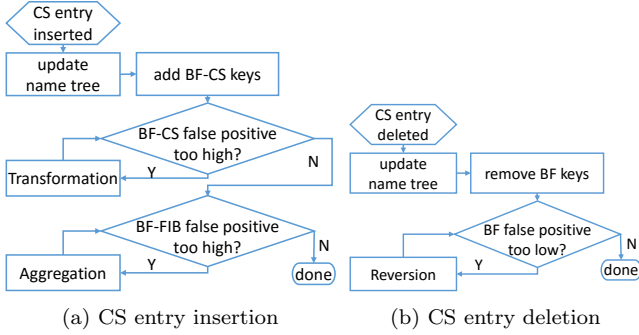 CS entry
inserted
update
name tree
add BF-CS keys
BF-CS false positive
too high?
N
Y
Transformation
BF-FIB false positive
too high?
N
Y
Aggregation
done
(a) CS entry insertion
CS entry
deleted
update
name tree
remove BF keys
BF false positive
too low?
N
Y
Reversion
done
(b) CS entry deletion